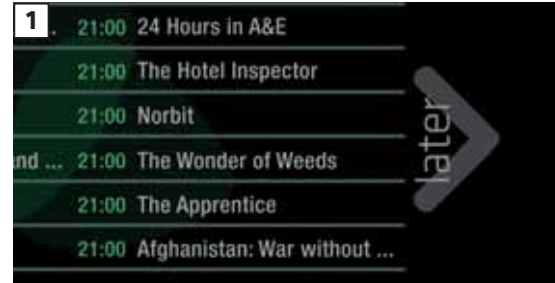 1
. 21:00 24 Hours in A&E
21:00 The Hotel Inspector
21:00 Norbit
nd ... 21:00 The Wonder of Weeds
21:00 The Apprentice
21:00 Afghanistan: War without ...
later